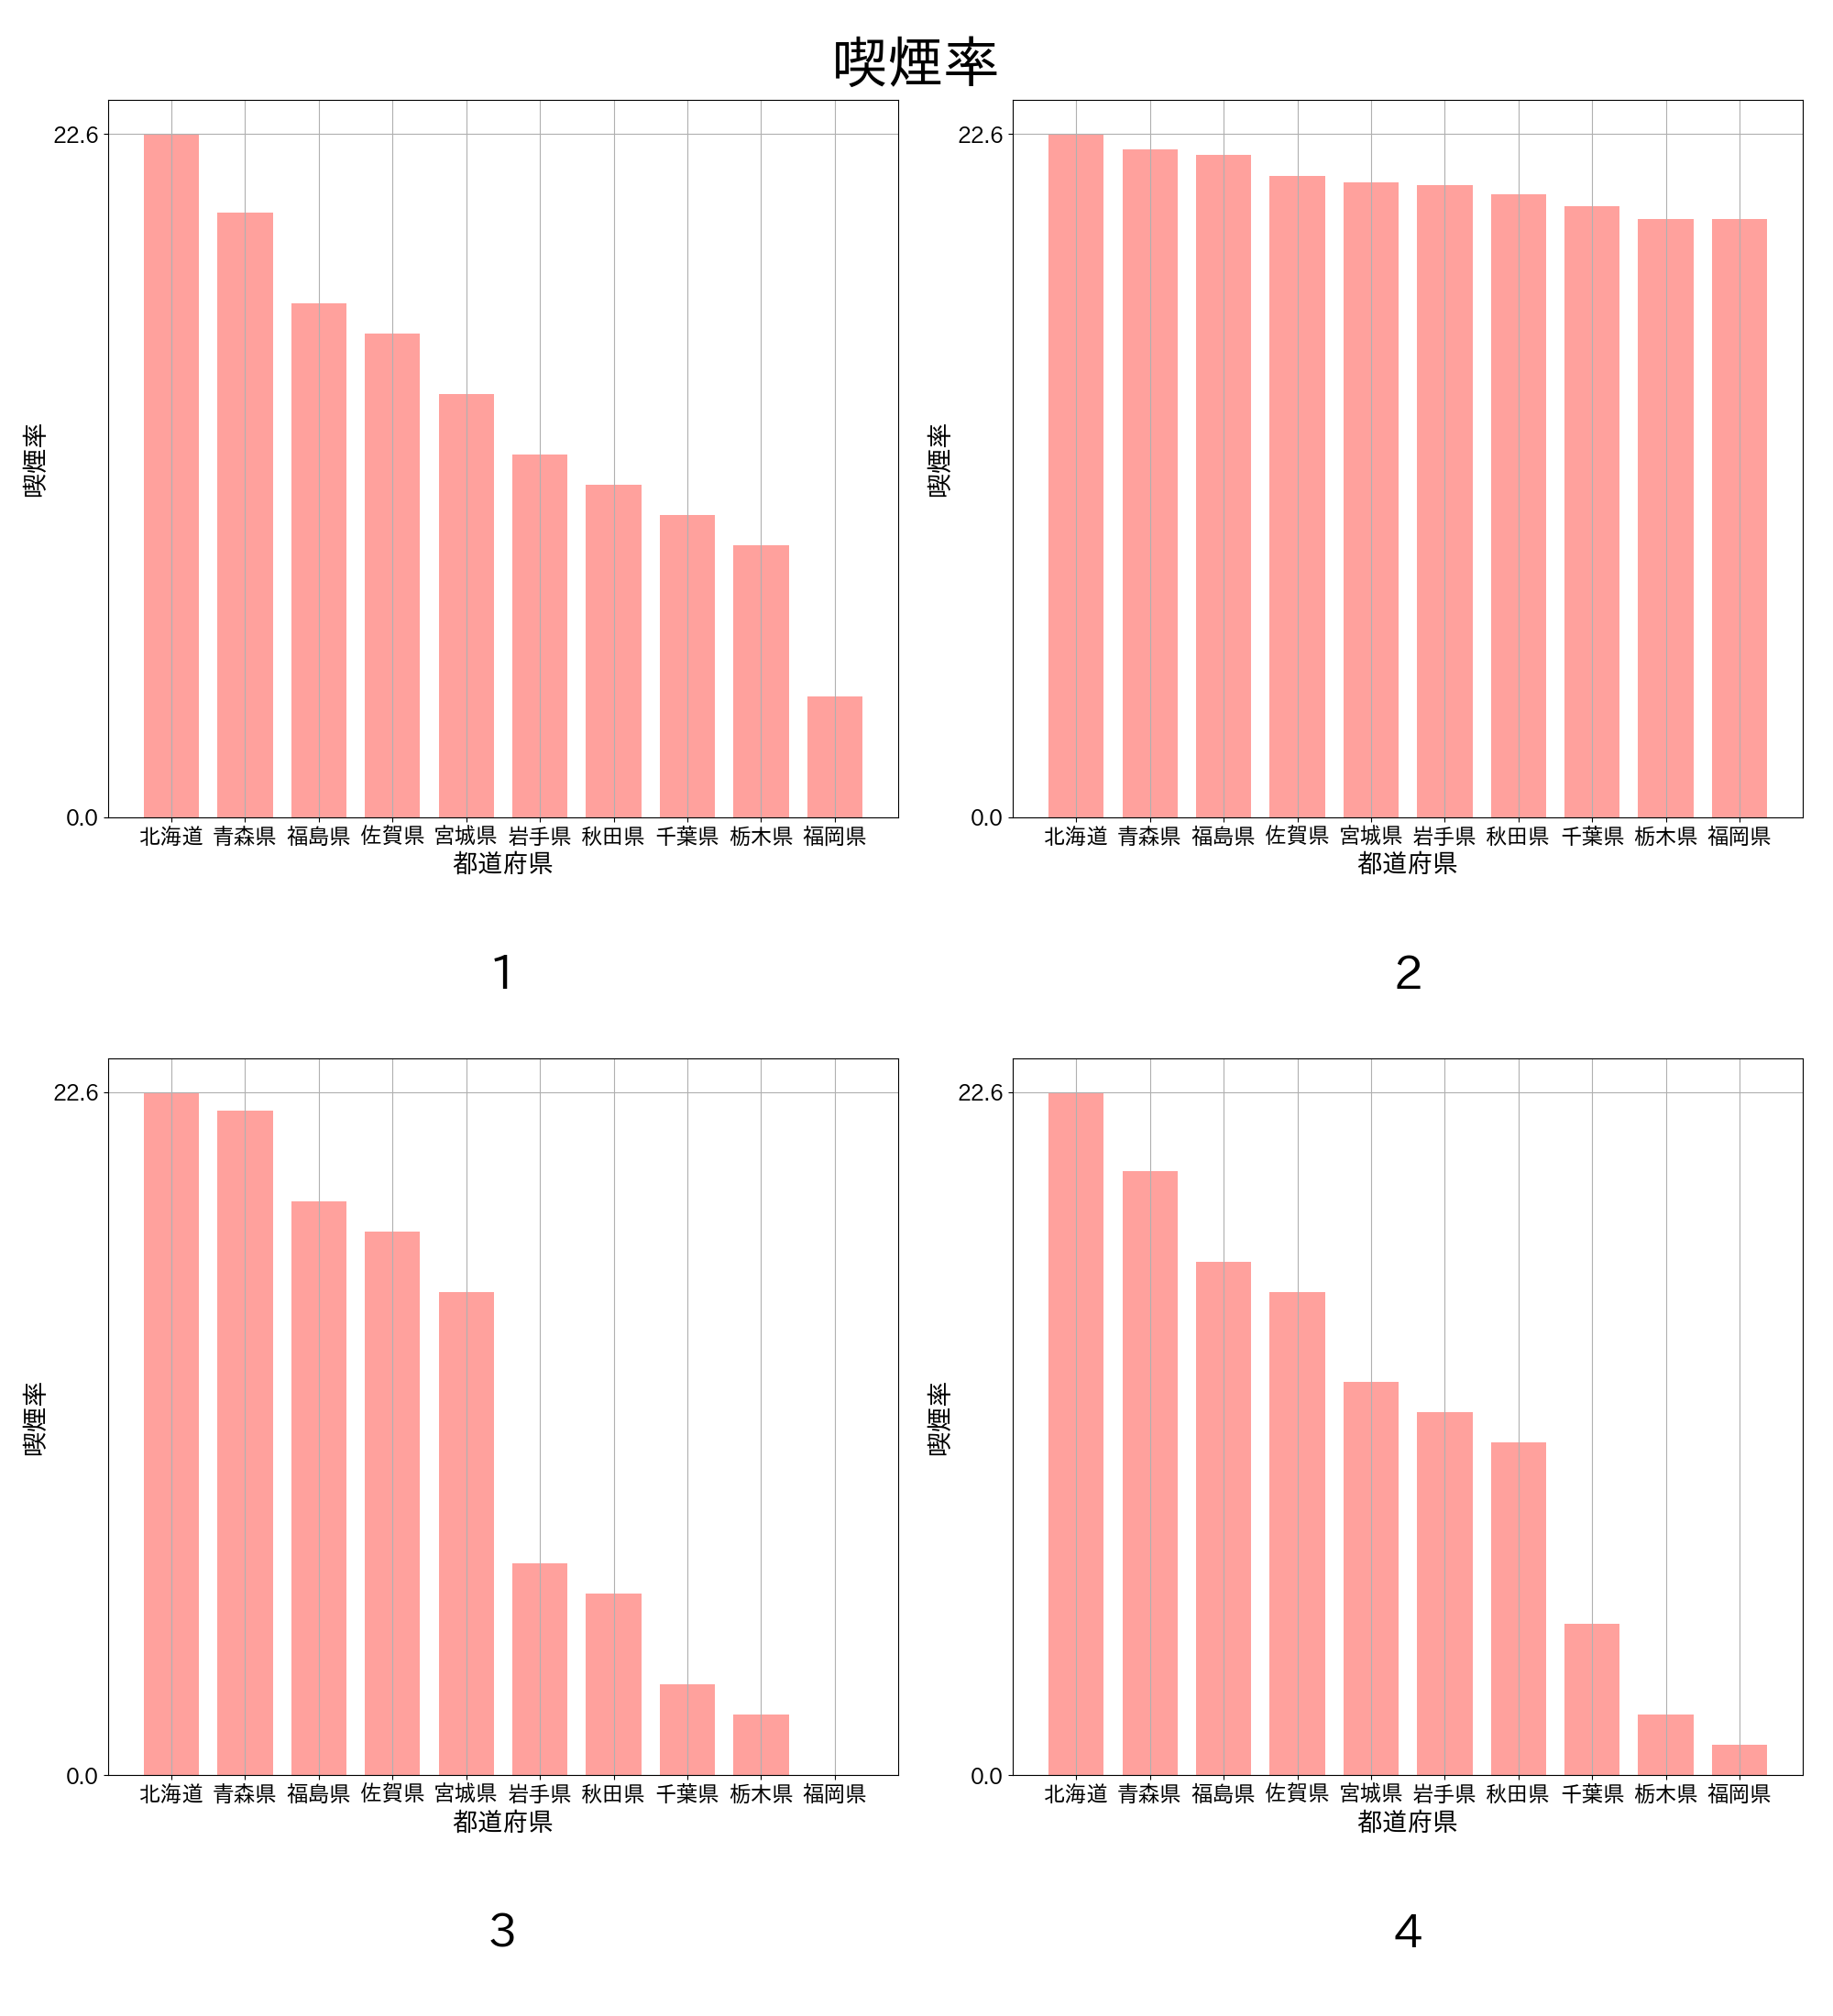 喫煙率
22.6
0.0
喫煙率
北海道 青森県 福島県 佐賀県 宮城県 岩手県 秋田県 千葉県 栃木県 福岡県
都道府県
1
22.6
0.0
喫煙率
北海道 青森県 福島県 佐賀県 宮城県 岩手県 秋田県 千葉県 栃木県 福岡県
都道府県
2
22.6
0.0
喫煙率
北海道 青森県 福島県 佐賀県 宮城県 岩手県 秋田県 千葉県 栃木県 福岡県
都道府県
3
22.6
0.0
喫煙率
北海道 青森県 福島県 佐賀県 宮城県 岩手県 秋田県 千葉県 栃木県 福岡県
都道府県
4